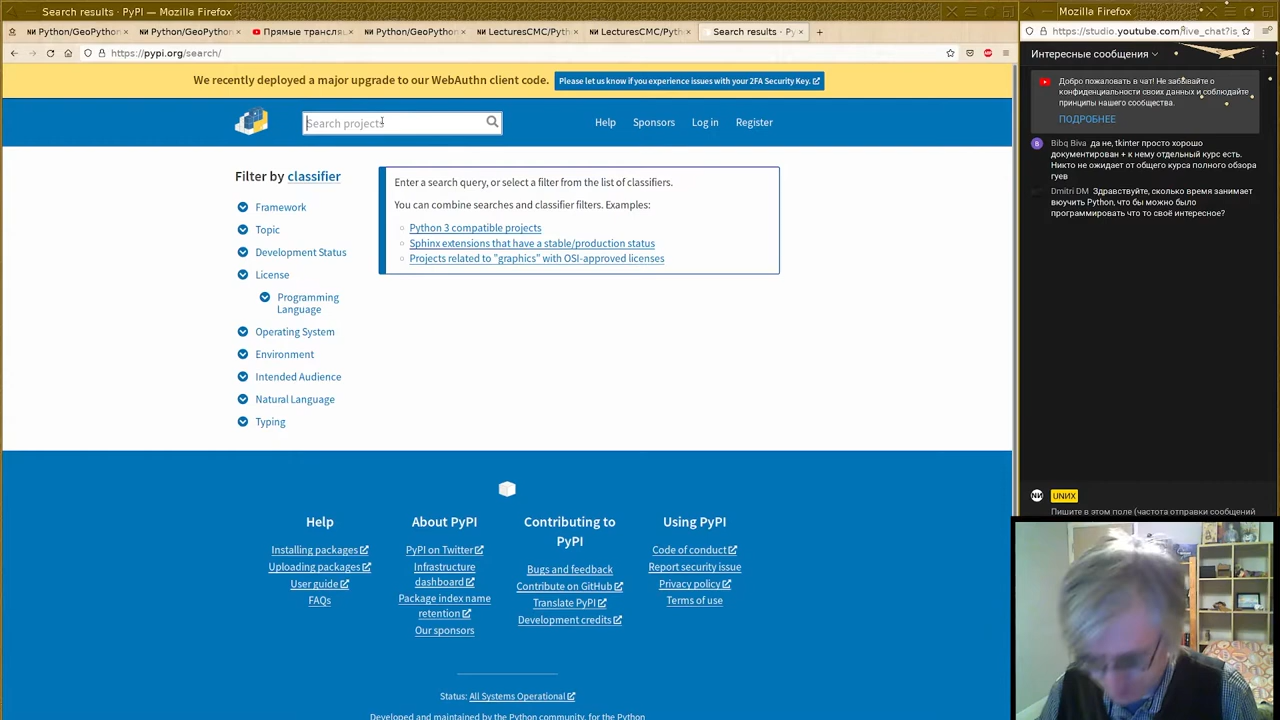 Search results · PyPI — Mozilla Firefox
Mozilla Firefox
Python/GeoPython
Python/GeoPython
Прямые трансляц
Python/GeoPython
LecturesCMC/Pyth
LecturesCMC/Pyth
Search results · Py
https://pypi.org/search/
https://studio.youtube.com/live_chat?is_
Интересные сообщения
Добро пожаловать в чат! Не забывайте о
конфиденциальности своих данных и соблюдайте
принципы нашего сообщества.
ПОДРОБНЕЕ
Bibq Biva да не, tkinter просто хорошо
документирован + к нему отдельный курс есть.
Никто не ожидает от общего курса полного обзора
гуев
Dmitri DM Здравствуйте, сколько время занимает
вюучить Python, что бы можно было
программировать что то своё интересное?
UNИX
Пишите в этом поле (частота отправки сообщений
We recently deployed a major upgrade to our WebAuthn client code.
Please let us know if you experience issues with your 2FA Security Key.
Search projects
Help
Sponsors
Log in
Register
Filter by classifier
Framework
Topic
Development Status
License
Programming
Language
Operating System
Environment
Intended Audience
Natural Language
Typing
Enter a search query, or select a filter from the list of classifiers.
You can combine searches and classifier filters. Examples:
Python 3 compatible projects
Sphinx extensions that have a stable/production status
Projects related to "graphics" with OSI-approved licenses
Help
Installing packages
Uploading packages
User guide
FAQs
About PyPI
PyPI on Twitter
Infrastructure
dashboard
Package index name
retention
Our sponsors
Contributing to
PyPI
Bugs and feedback
Contribute on GitHub
Translate PyPI
Development credits
Using PyPI
Code of conduct
Report security issue
Privacy policy
Terms of use
Status: All Systems Operational
Developed and maintained by the Python community, for the Python